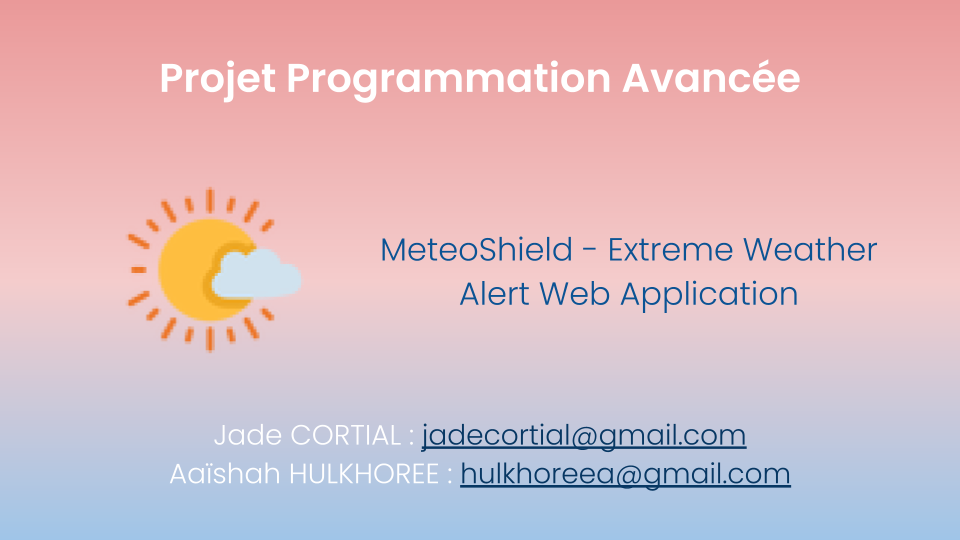 Projet Programmation Avancée
MeteoShield - Extreme Weather
Alert Web Application
Jade CORTIAL : jadecortial@gmail.com
Aaïshah HULKHOREE : hulkhoreea@gmail.com